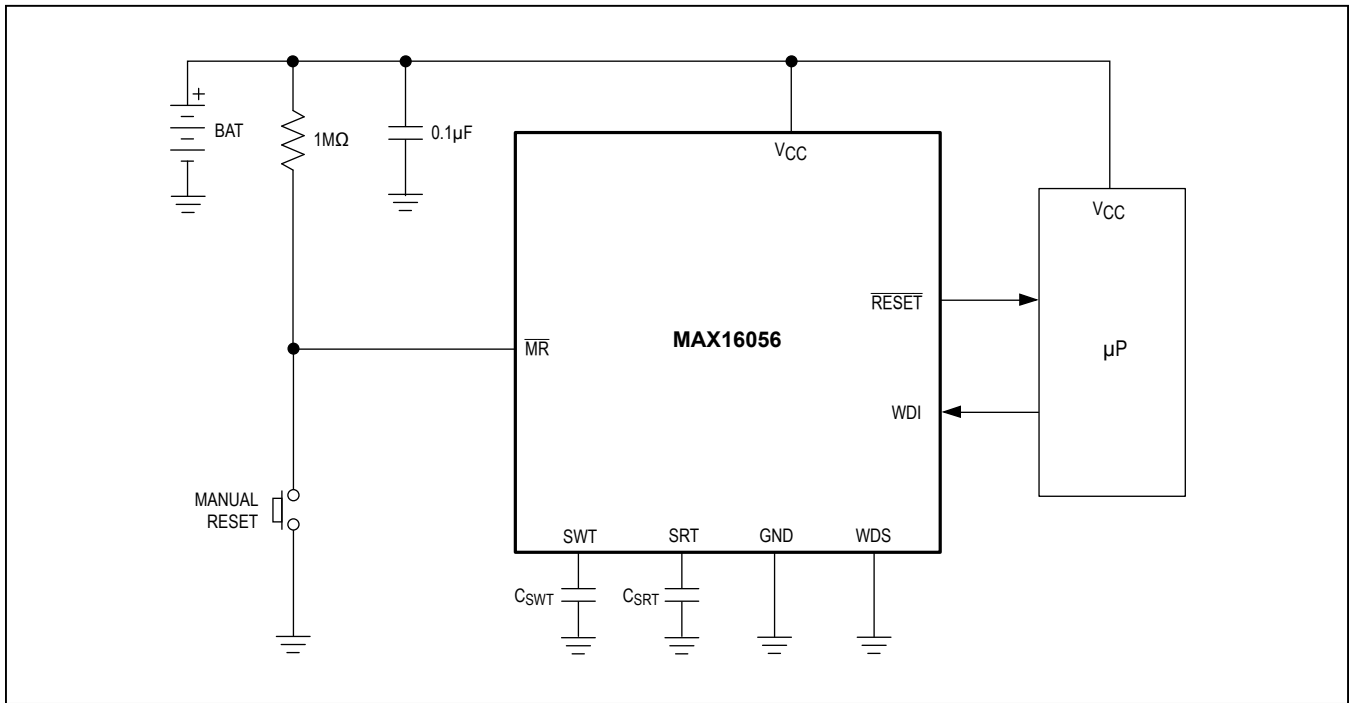 +
BAT
1MΩ
0.1µF
VCC
VCC
RESET
MAX16056
MR
µP
WDI
MANUAL
RESET
SWT
SRT
GND
WDS
CSWT
CSRT